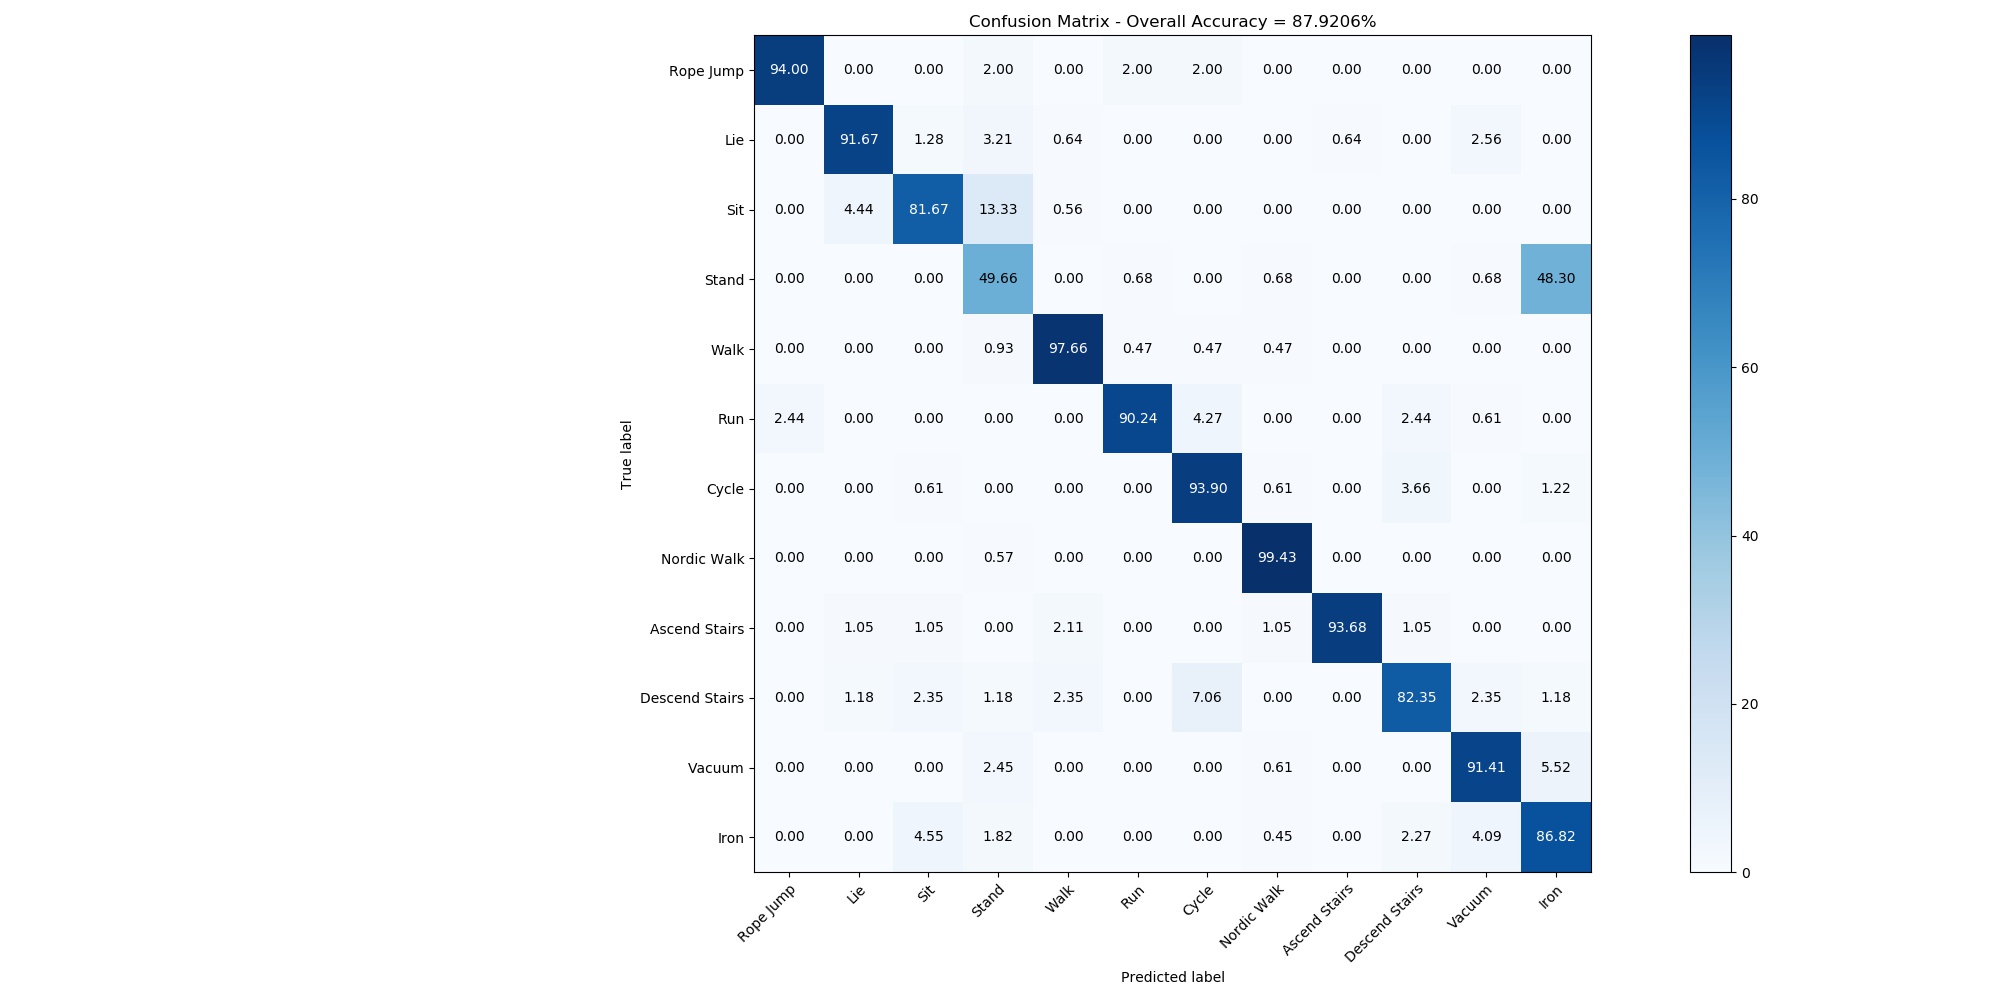 Confusion Matrix - Overall Accuracy = 87.9206%
Rope Jump 94.00 0.00 0.00 2.00 0.00 2.00 2.00 0.00 0.00 0.00 0.00 0.00
Lie 0.00 91.67 1.28 3.21 0.64 0.00 0.00 0.00 0.64 0.00 2.56 0.00
Sit 0.00 4.44 81.67 13.33 0.56 0.00 0.00 0.00 0.00 0.00 0.00 0.00
Stand 0.00 0.00 0.00 49.66 0.00 0.68 0.00 0.68 0.00 0.00 0.68 48.30
Walk 0.00 0.00 0.00 0.93 97.66 0.47 0.47 0.47 0.00 0.00 0.00 0.00
Run 2.44 0.00 0.00 0.00 0.00 90.24 4.27 0.00 0.00 2.44 0.61 0.00
Cycle 0.00 0.00 0.61 0.00 0.00 0.00 93.90 0.61 0.00 3.66 0.00 1.22
Nordic Walk 0.00 0.00 0.00 0.57 0.00 0.00 0.00 99.43 0.00 0.00 0.00 0.00
Ascend Stairs 0.00 1.05 1.05 0.00 2.11 0.00 0.00 1.05 93.68 1.05 0.00 0.00
Descend Stairs 0.00 1.18 2.35 1.18 2.35 0.00 7.06 0.00 0.00 82.35 2.35 1.18
Vacuum 0.00 0.00 0.00 2.45 0.00 0.00 0.00 0.61 0.00 0.00 91.41 5.52
Iron 0.00 0.00 4.55 1.82 0.00 0.00 0.00 0.45 0.00 2.27 4.09 86.82
Rope Jump Lie Sit Stand Walk Run Cycle Nordic Walk Ascend Stairs Descend Stairs Vacuum Iron
Predicted label
True label
80
60
40
20
0